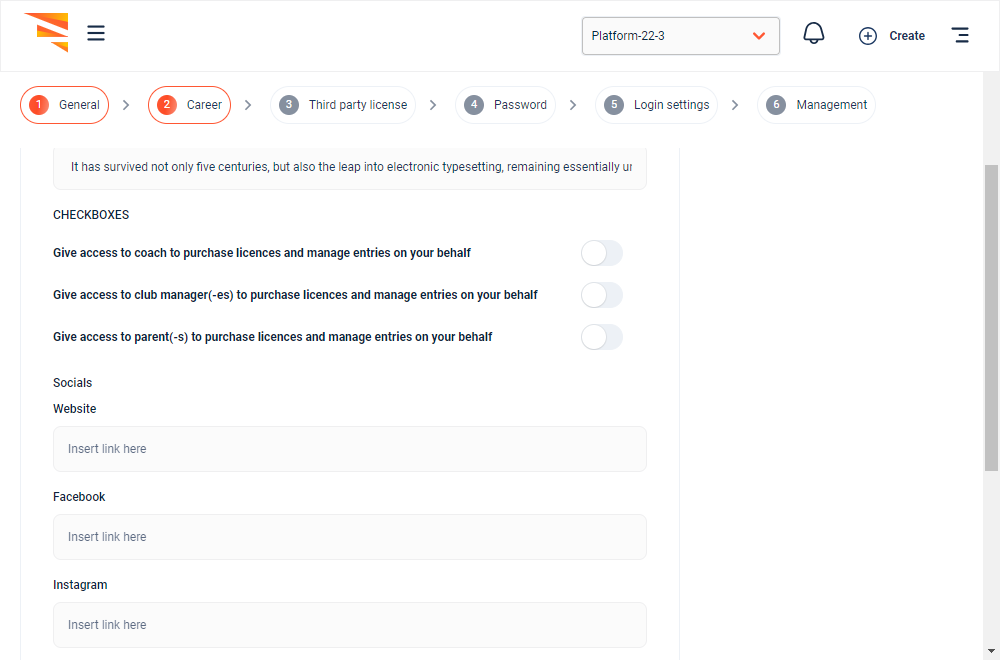 Platform-22-3
Create
1 General
2 Career
3 Third party license
4 Password
5 Login settings
6 Management
It has survived not only five centuries, but also the leap into electronic typesetting, remaining essentially
CHECKBOXES
Give access to coach to purchase licences and manage entries on your behalf
Give access to club manager(-es) to purchase licences and manage entries on your behalf
Give access to parent(-s) to purchase licences and manage entries on your behalf
Socials
Website
Insert link here
Facebook
Insert link here
Instagram
Insert link here